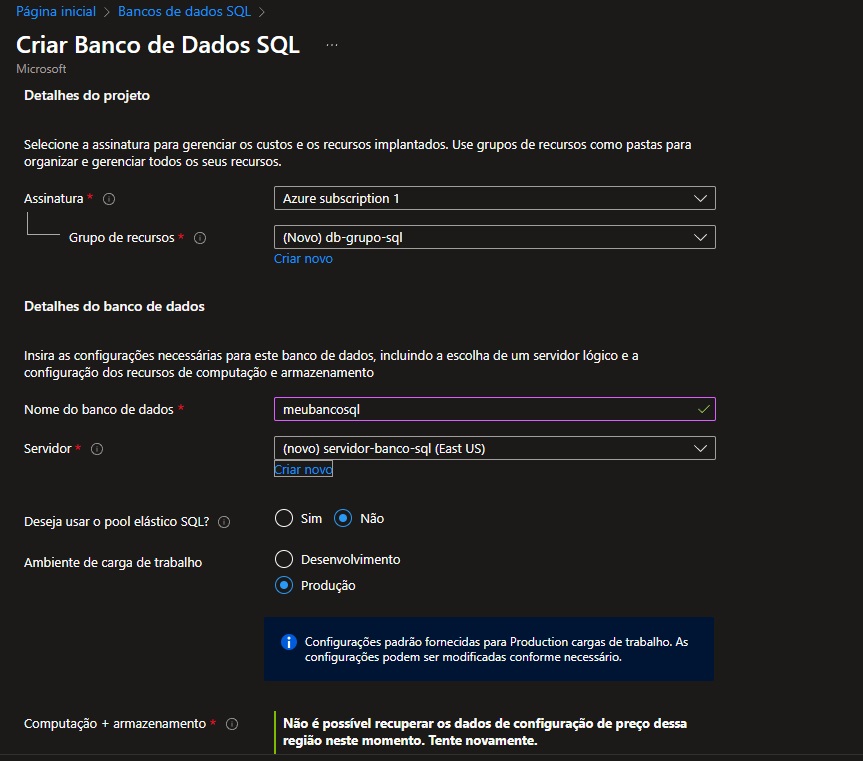 Página inicial > Bancos de dados SQL >
Criar Banco de Dados SQL ...
Microsoft
Detalhes do projeto
Selecione a assinatura para gerenciar os custos e os recursos implantados. Use grupos de recursos como pastas para
organizar e gerenciar todos os seus recursos.
Assinatura *
Azure subscription 1
Grupo de recursos *
(Novo) db-grupo-sql
Criar novo
Detalhes do banco de dados
Insira as configurações necessárias para este banco de dados, incluindo a escolha de um servidor lógico e a
configuração dos recursos de computação e armazenamento
Nome do banco de dados *
meubancosql
Servidor *
(novo) servidor-banco-sql (East US)
Criar novo
Deseja usar o pool elástico SQL?
Sim
Não
Ambiente de carga de trabalho
Desenvolvimento
Produção
Configurações padrão fornecidas para Production cargas de trabalho. As
configurações podem ser modificadas conforme necessário.
Computação + armazenamento *
Não é possível recuperar os dados de configuração de preço dessa
região neste momento. Tente novamente.